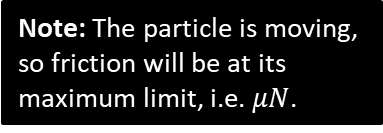 Note: The particle is moving,
so friction will be at its
maximum limit, i.e. 𝜇𝑁.